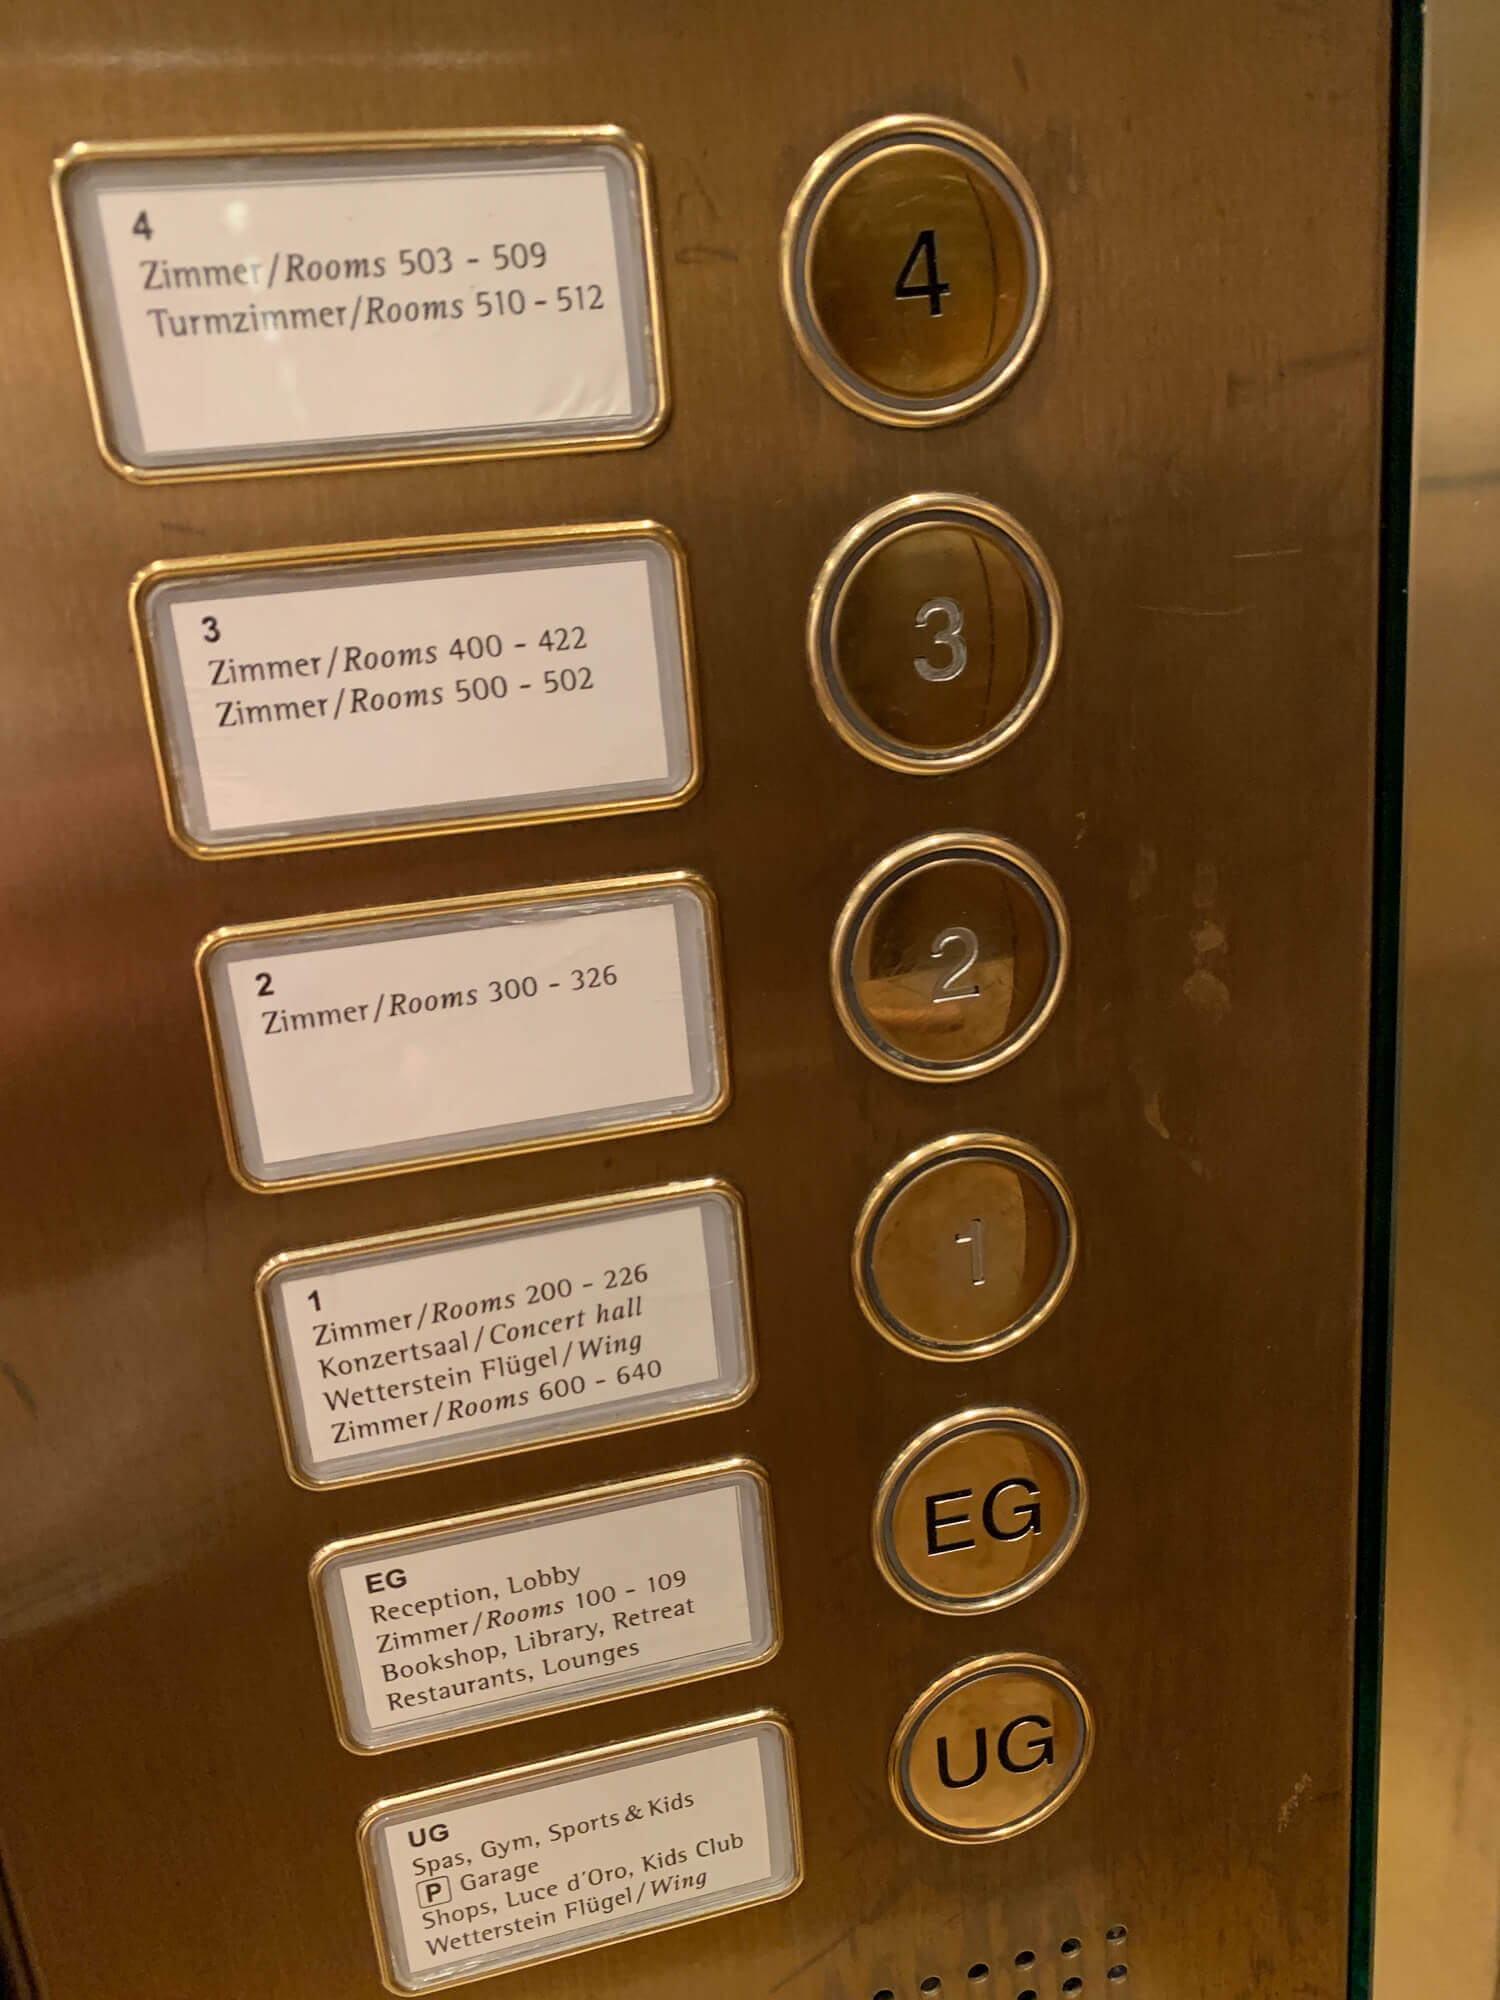 4
Zimmer/Rooms 503 - 509
Turmzimmer/Rooms 510 - 512
4
3
Zimmer/Rooms 400 - 422
Zimmer/Rooms 500 - 502
3
2
Zimmer/Rooms 300 - 326
2
1
Zimmer/Rooms 200 - 226
Konzertsaal/Concert hall
Wetterstein Flügel/Wing
Zimmer/Rooms 600 - 640
1
EG
Reception, Lobby
Zimmer/Rooms 100 - 109
Bookshop, Library, Retreat
Restaurants, Lounges
EG
UG
Spas, Gym, Sports & Kids
P Garage
Shops, Luce d'Oro, Kids Club
Wetterstein Flügel/Wing
UG